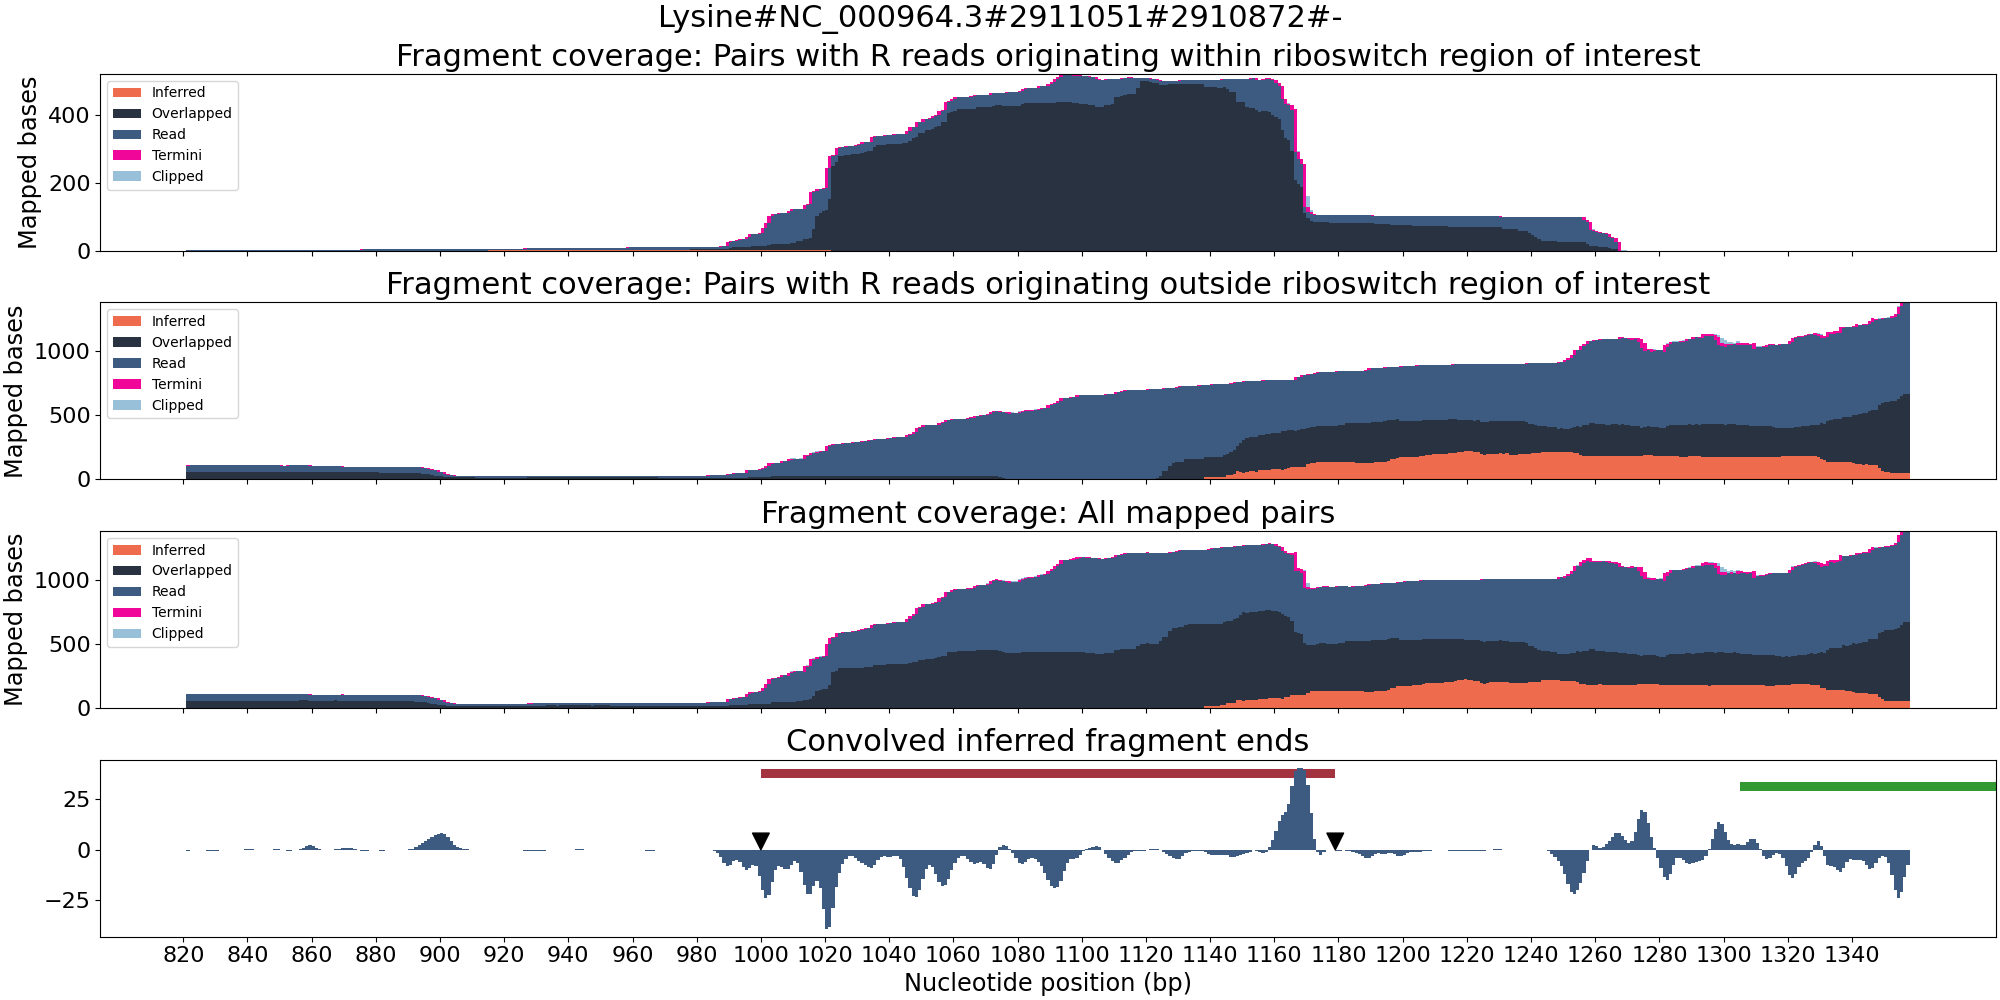 Lysine#NC_000964.3#2911051#2910872#-
Fragment coverage: Pairs with R reads originating within riboswitch region of interest
Mapped bases
400
200
0
Inferred
Overlapped
Read
Termini
Clipped
Fragment coverage: Pairs with R reads originating outside riboswitch region of interest
Mapped bases
1000
500
0
Inferred
Overlapped
Read
Termini
Clipped
Fragment coverage: All mapped pairs
Mapped bases
1000
500
0
Inferred
Overlapped
Read
Termini
Clipped
Convolved inferred fragment ends
25
0
−25
820 840 860 880 900 920 940 960 980 1000 1020 1040 1060 1080 1100 1120 1140 1160 1180 1200 1220 1240 1260 1280 1300 1320 1340
Nucleotide position (bp)